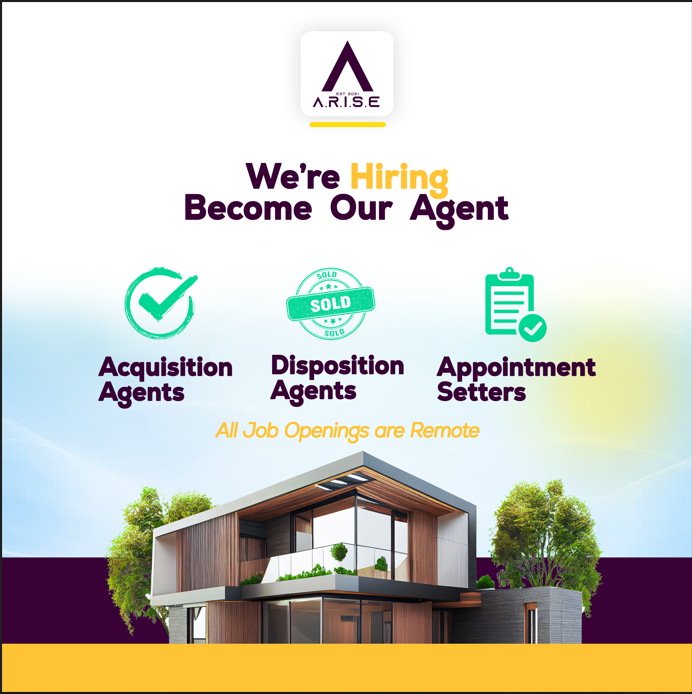 EST 2021
A.R.I.S.E
We're Hiring
Become Our Agent
SOLD
SOLD
SOLD
Acquisition
Agents
Disposition
Agents
Appointment
Setters
All Job Openings are Remote